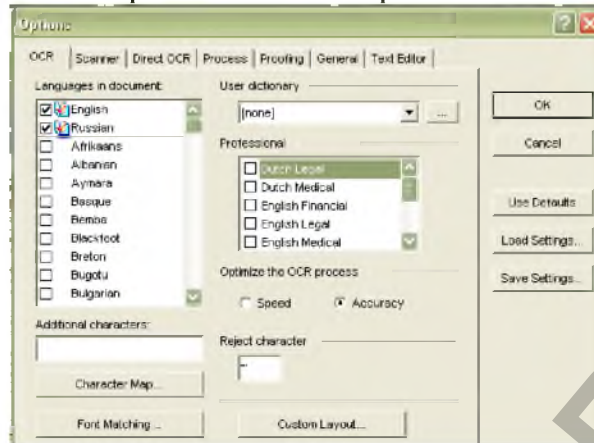 Options
OCR Scanner Direct OCR Process Proofing General Text Editor
Languages in document:
English
Russian
Afrikaans
Albanian
Aymara
Basque
Bemba
Blackfoot
Breton
Bugotu
Bulgarian
Additional characters:
Character Map...
Font Matching...
User dictionary
[none]
...
Professional
Dutch Legal
Dutch Medical
English Financial
English Legal
English Medical
Optimize the OCR process
Speed Accuracy
Reject character
Custom Layout...
OK
Cancel
Use Defaults
Load Settings...
Save Settings...